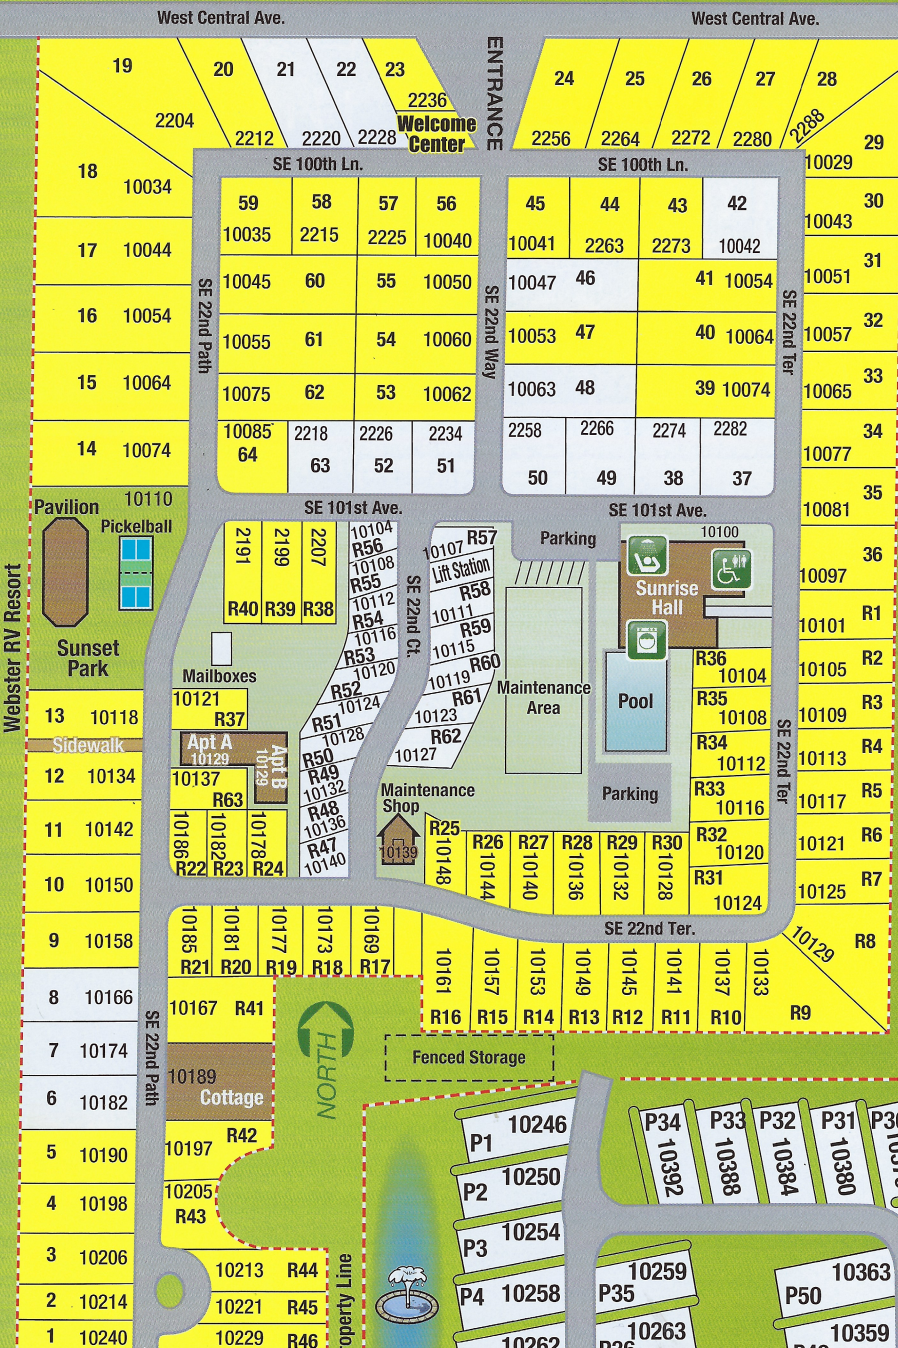 West Central Ave.
West Central Ave.
19
20
21
22
23
ENTRANCE
24
25
26
27
28
2204
2212
2220
2228
2236
Welcome
Center
2256
2264
2272
2280
2288
29
10029
SE 100th Ln.
SE 100th Ln.
18
10034
17
10044
16
10054
15
10064
14
10074
59
10035
58
2215
57
2225
56
10040
45
10041
44
2263
43
2273
42
10042
30
10043
10045
60
55
10050
10047
46
41
10054
31
10051
SE 22nd Path
SE 22nd Way
SE 22nd Ter
10055
61
54
10060
10053
47
40
10064
32
10057
10075
62
53
10062
10063
48
39
10074
33
10065
10085
64
2218
63
2226
52
2234
51
2258
50
2266
49
2274
38
2282
37
34
10077
35
10081
SE 101st Ave.
SE 101st Ave.
Webster RV Resort
Pavilion
10110
Pickelball
Sunset
Park
2191
R40
2199
R39
2207
R38
10104
R56
10108
R55
10112
R54
10116
R53
10120
R52
10124
R51
10128
R50
R49
10132
R48
10136
R47
10140
SE 22nd Ct.
R57
10107
Lift Station
R58
10111
R59
10115
R60
10119
R61
10123
R62
10127
Parking
10100
Sunrise
Hall
Maintenance
Area
Pool
Parking
36
10097
R1
10101
R2
10105
R3
10109
R4
10113
R5
10117
R6
10121
R7
10125
R8
10129
R36
10104
R35
10108
R34
10112
R33
10116
R32
10120
R31
10124
SE 22nd Ter
Mailboxes
10121
R37
Apt A
10129
Apt B
10129
10137
R63
10186
R22
10182
R23
10178
R24
13
10118
Sidewalk
12
10134
11
10142
10
10150
9
10158
8
10166
7
10174
6
10182
5
10190
4
10198
3
10206
2
10214
1
10240
Maintenance
Shop
10139
R25
10148
R26
10144
R27
10140
R28
10136
R29
10132
R30
10128
SE 22nd Ter.
10185
R21
10181
R20
10177
R19
10173
R18
10169
R17
10161
R16
10157
R15
10153
R14
10149
R13
10145
R12
10141
R11
10137
R10
10133
R9
SE 22nd Path
10167
R41
10189
Cottage
10197
R42
10205
R43
10213
R44
10221
R45
10229
R46
NORTH
Fenced Storage
operty Line
P1
10246
P2
10250
P3
10254
P4
10258
10262
P34
10392
P33
10388
P32
10384
P31
10380
10259
P35
10263
10363
P50
10359